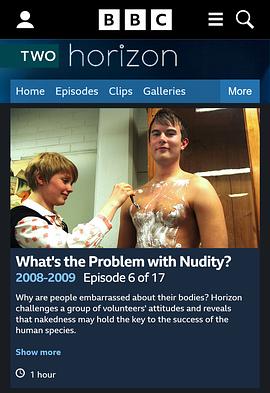 BBC
TWO horizon
Home Episodes Clips Galleries More
What's the Problem with Nudity?
2008-2009 Episode 6 of 17
Why are people embarrassed about their bodies? Horizon
challenges a group of volunteers' attitudes and reveals
that nakedness may hold the key to the success of the
human species.
Show more
1 hour